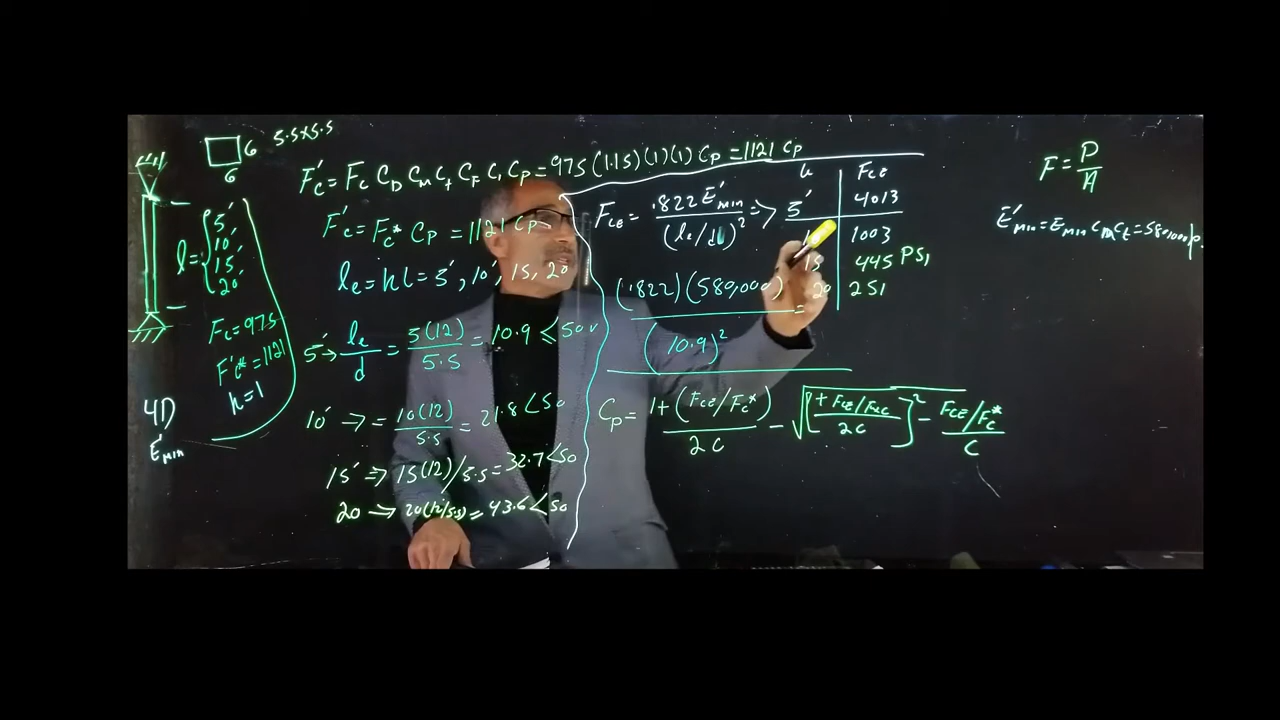 6 5.5x5.5
6
l = { 5'
10'
15'
20'
Fc = 975
F'c* = 1121
k = 1
4D
E'min
F'c = Fc CD CM Ct CF Ci CP = 975 (1.15)(1)(1) CP = 1121 CP
F'c = Fc* CP = 1121 CP
le = kl = 5', 10', 15, 20
5' → le/d = 5(12)/5.5 = 10.9 ≤ 50 ✓
10' → = 10(12)/5.5 = 21.8 < 50
15' ⇒ 15(12)/5.5 = 32.7 < 50
20 → 20(12/5.5) = 43.6 < 50
FCE = .822 E'min / (le/d)² ⇒
(.822)(580,000) / (10.9)² =
le FCE
5' 4013
1003
15 445 PSI
20 251
Cp = 1 + (FCE/Fc*) / 2c - √[1 + FCE/Fc / 2c]² - FCE/Fc* / c
F = P/A
E'min = Emin CM Ct = 580,000 p